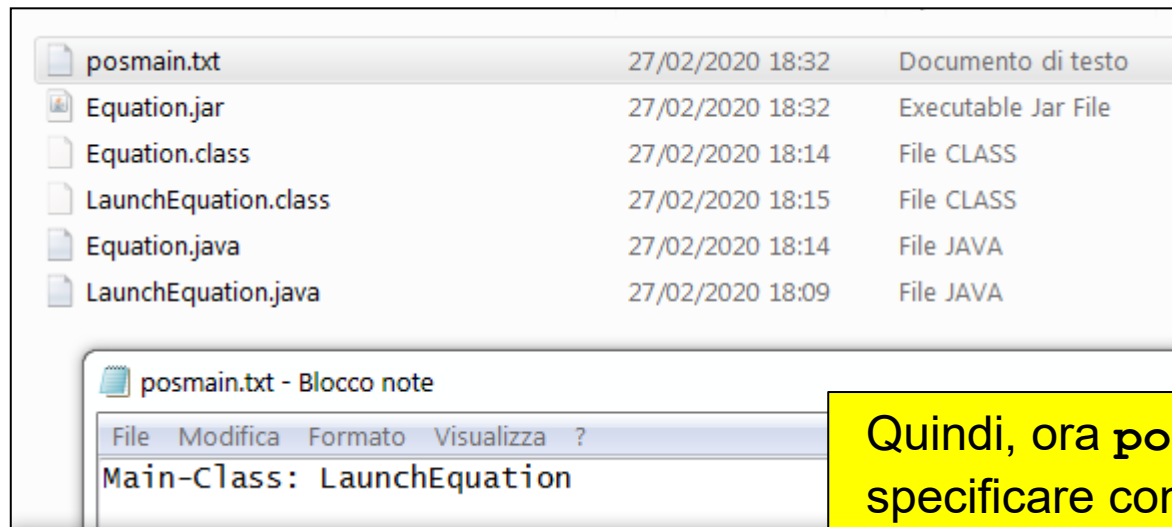 posmain.txt 27/02/2020 18:32 Documento di testo
Equation.jar 27/02/2020 18:32 Executable Jar File
Equation.class 27/02/2020 18:14 File CLASS
LaunchEquation.class 27/02/2020 18:15 File CLASS
Equation.java 27/02/2020 18:14 File JAVA
LaunchEquation.java 27/02/2020 18:09 File JAVA
posmain.txt - Blocco note
File Modifica Formato Visualizza ?
Main-Class: LaunchEquation
Quindi, ora
specificare